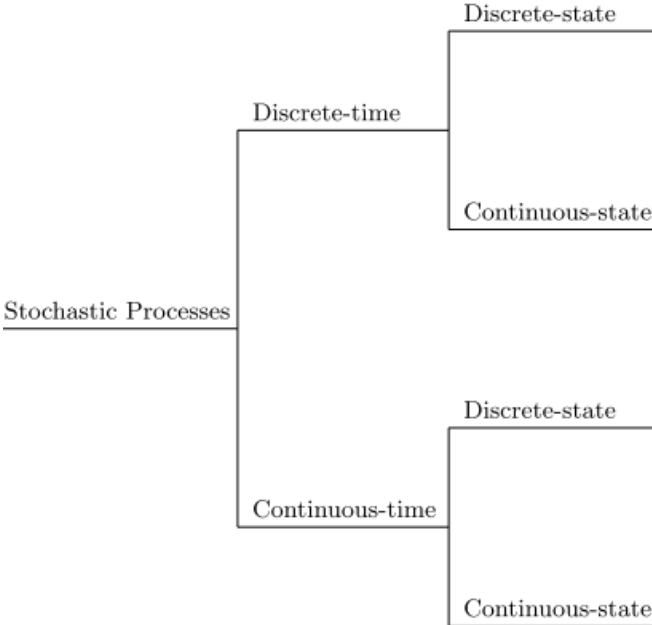 Discrete-state
Discrete-time
Continuous-state
Stochastic Processes
Discrete-state
Continuous-time
Continuous-state